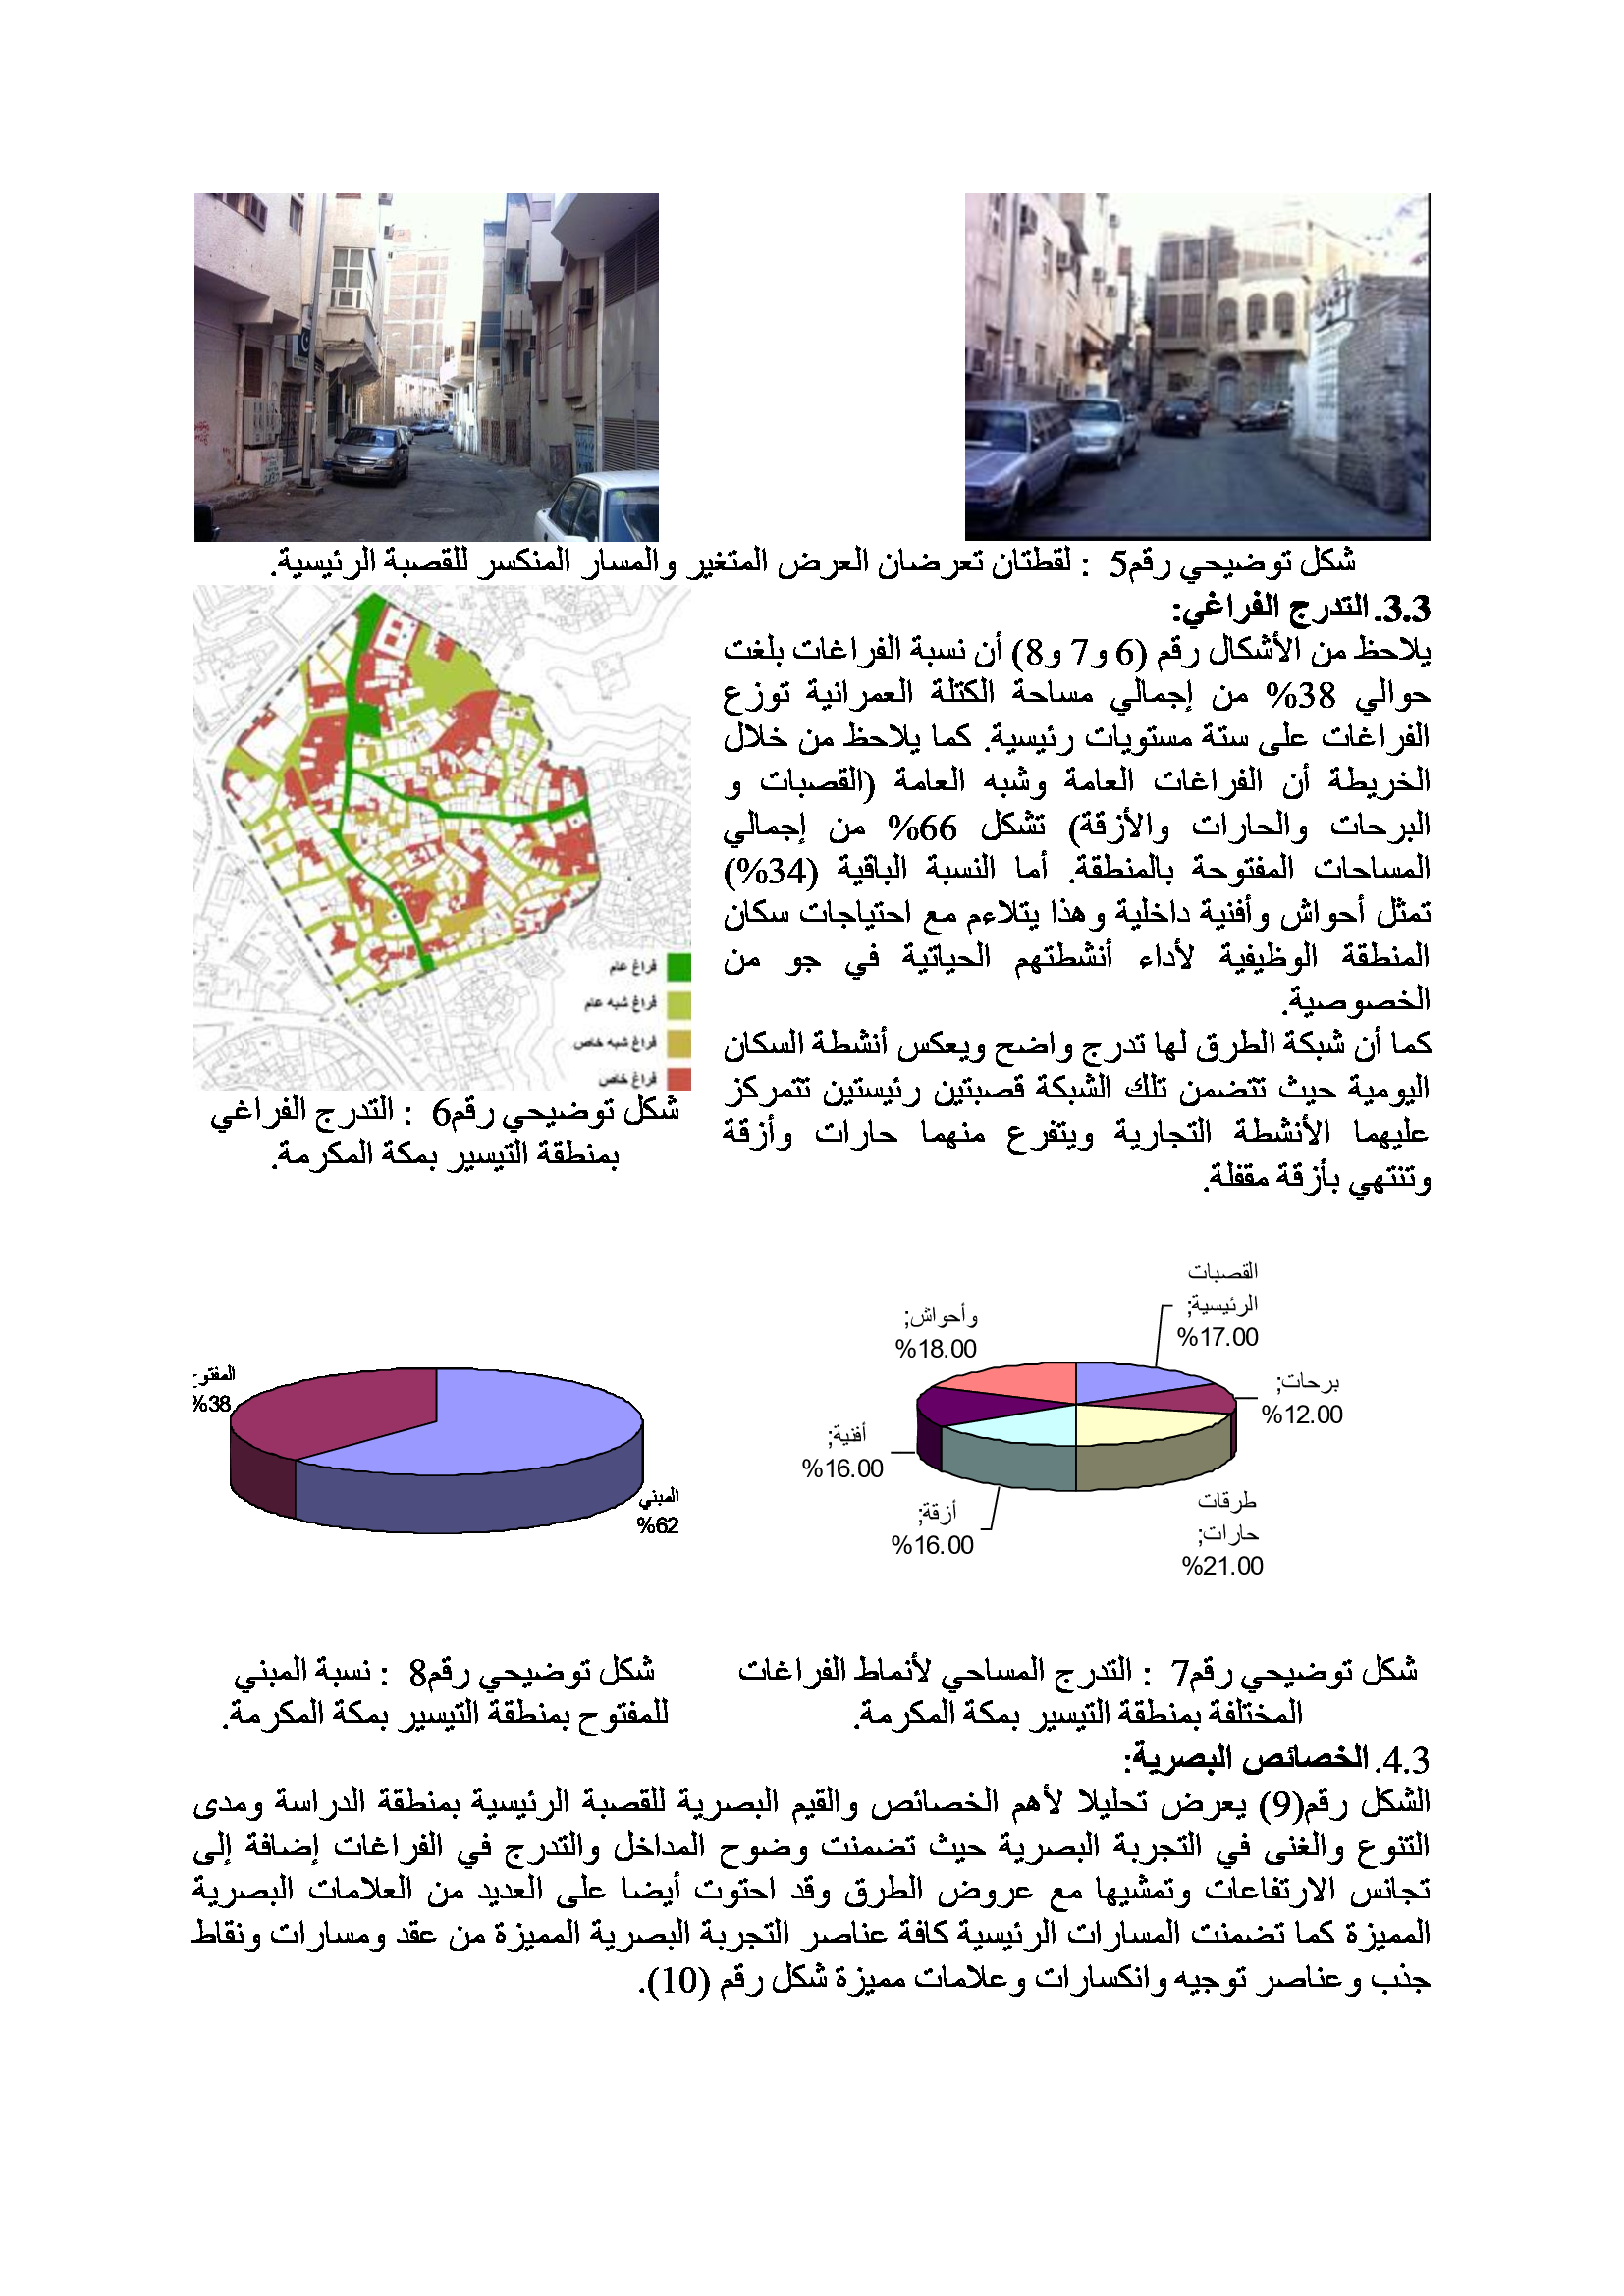 شكل توضيحي رقم5 : لقطتان تعرضان العرض المتغير والمسار المنكسر للقصبة الرئيسية.
3.3. التدرج الفراغي:
يلاحظ من الأشكال رقم (6 و7 و8) أن نسبة الفراغات بلغت
حوالي 38% من إجمالي مساحة الكتلة العمرانية توزع
الفراغات على ستة مستويات رئيسية. كما يلاحظ من خلال
الخريطة أن الفراغات العامة وشبه العامة (القصبات و
البرحات والحارات والأزقة) تشكل 66% من إجمالي
المساحات المفتوحة بالمنطقة. أما النسبة الباقية (34%)
تمثل أحواش وأفنية داخلية وهذا يتلاءم مع احتياجات سكان
المنطقة الوظيفية لأداء أنشطتهم الحياتية في جو من
الخصوصية.
كما أن شبكة الطرق لها تدرج واضح ويعكس أنشطة السكان
اليومية حيث تتضمن تلك الشبكة قصبتين رئيستين تتمركز
عليهما الأنشطة التجارية ويتفرع منهما حارات وأزقة
وتنتهي بأزقة مقفلة.
فراغ عام
فراغ شبه عام
فراغ شبه خاص
فراغ خاص
شكل توضيحي رقم6 : التدرج الفراغي
بمنطقة التيسير بمكة المكرمة.
القصبات
الرئيسية;
%17.00
برحات;
%12.00
طرقات
حارات;
%21.00
أزقة;
%16.00
أفنية;
%16.00
وأحواش;
%18.00
شكل توضيحي رقم7 : التدرج المساحي لأنماط الفراغات
المختلفة بمنطقة التيسير بمكة المكرمة.
المفتو
%38
المبني
%62
شكل توضيحي رقم8 : نسبة المبني
للمفتوح بمنطقة التيسير بمكة المكرمة.
4.3. الخصائص البصرية:
الشكل رقم(9) يعرض تحليلا لأهم الخصائص والقيم البصرية للقصبة الرئيسية بمنطقة الدراسة ومدى
التنوع والغنى في التجربة البصرية حيث تضمنت وضوح المداخل والتدرج في الفراغات إضافة إلى
تجانس الارتفاعات وتمشيها مع عروض الطرق وقد احتوت أيضا على العديد من العلامات البصرية
المميزة كما تضمنت المسارات الرئيسية كافة عناصر التجربة البصرية المميزة من عقد ومسارات ونقاط
جذب وعناصر توجيه وانكسارات وعلامات مميزة شكل رقم (10).